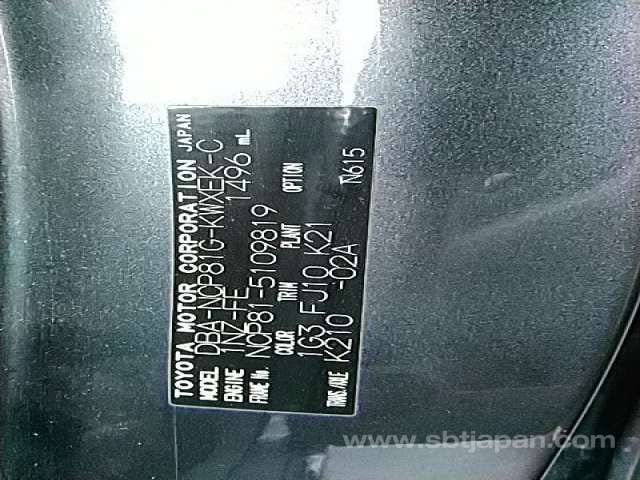 TOYOTA MOTOR CORPORATION JAPAN
MODEL DBA-NCP81G-KWXEK-C
ENGINE 1NZ-FE 1496 mL
FRAME No. NCP81-5109819
COLOR TRIM PLANT OPTION
1G3 FJ10 K21 N615
TRANS./AXLE K210 -02A
www.sbtjapan.com